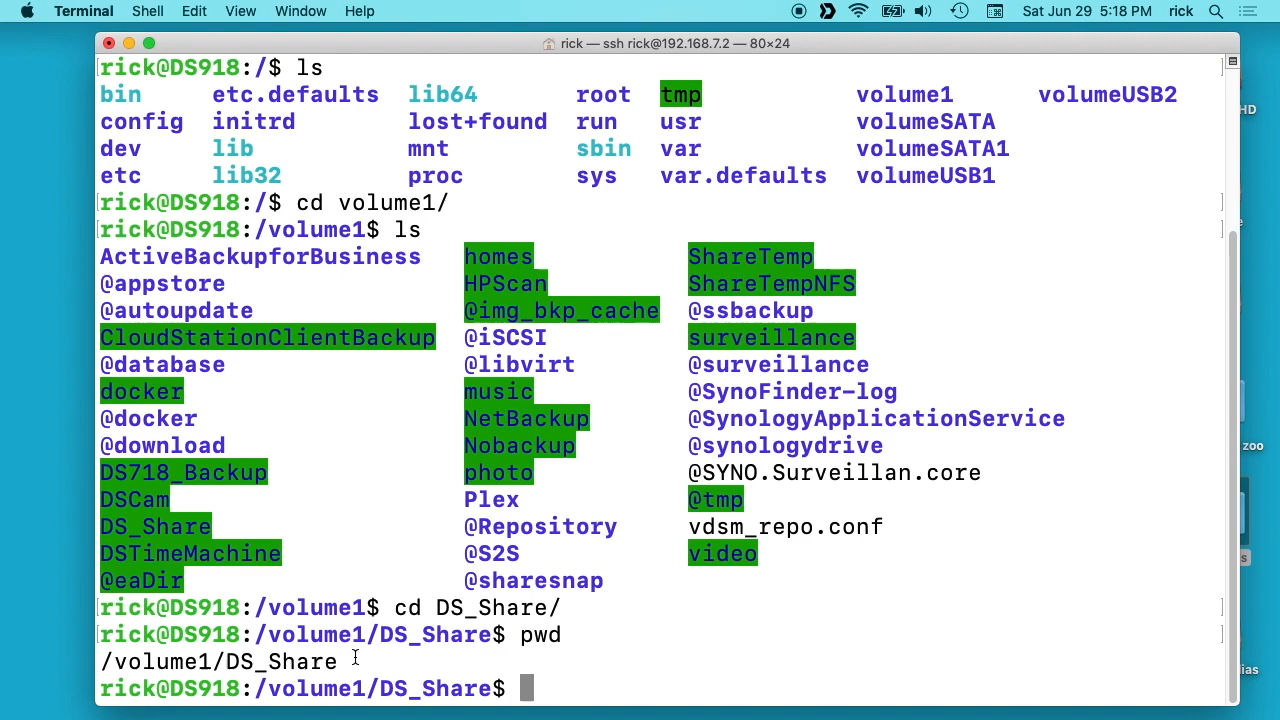 Terminal Shell Edit View Window Help Sat Jun 29 5:18 PM rick
rick — ssh rick@192.168.7.2 — 80×24
rick@DS918:/$ ls
bin etc.defaults lib64 root tmp volume1 volumeUSB2
config initrd lost+found run usr volumeSATA
dev lib mnt sbin var volumeSATA1
etc lib32 proc sys var.defaults volumeUSB1
rick@DS918:/$ cd volume1/
rick@DS918:/volume1$ ls
ActiveBackupforBusiness homes ShareTemp
@appstore HPScan ShareTempNFS
@autoupdate @img_bkp_cache @ssbackup
CloudStationClientBackup @iSCSI surveillance
@database @libvirt @surveillance
docker music @SynoFinder-log
@docker NetBackup @SynologyApplicationService
@download Nobackup @synologydrive
DS718_Backup photo @SYNO.Surveillan.core
DSCam Plex @tmp
DS_Share @Repository vdsm_repo.conf
DSTimeMachine @S2S video
@eaDir @sharesnap
rick@DS918:/volume1$ cd DS_Share/
rick@DS918:/volume1/DS_Share$ pwd
/volume1/DS_Share
rick@DS918:/volume1/DS_Share$
HD
zoo